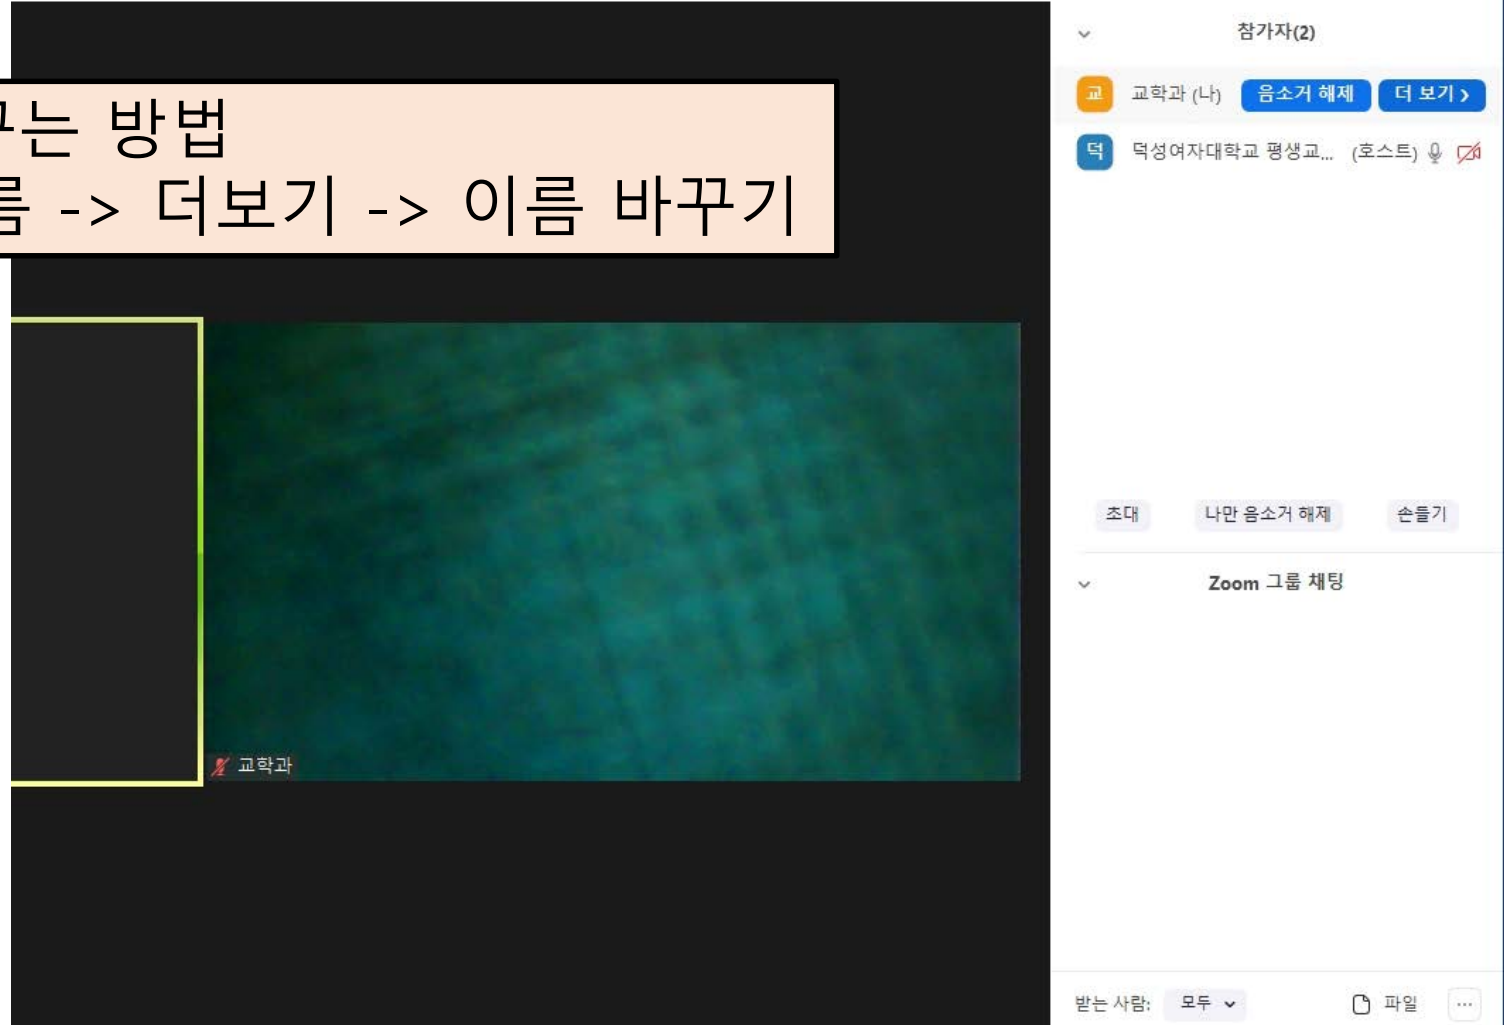 는 방법
-> 더보기 -> 이름 바꾸기
교학과
참가자(2)
교 교학과 (나) 음소거 해제 더 보기 >
덕 덕성여자대학교 평생교... (호스트)
초대 나만 음소거 해제 손들기
Zoom 그룹 채팅
받는 사람: 모두 파일 ...